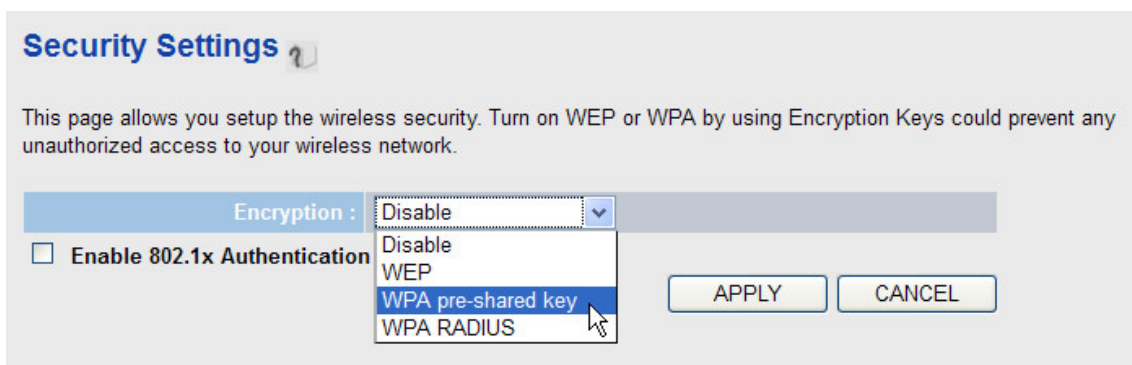 Security Settings
This page allows you setup the wireless security. Turn on WEP or WPA by using Encryption Keys could prevent any
unauthorized access to your wireless network.
Encryption : Disable
Disable
Enable 802.1x Authentication
WEP
WPA pre-shared key
WPA RADIUS
APPLY CANCEL